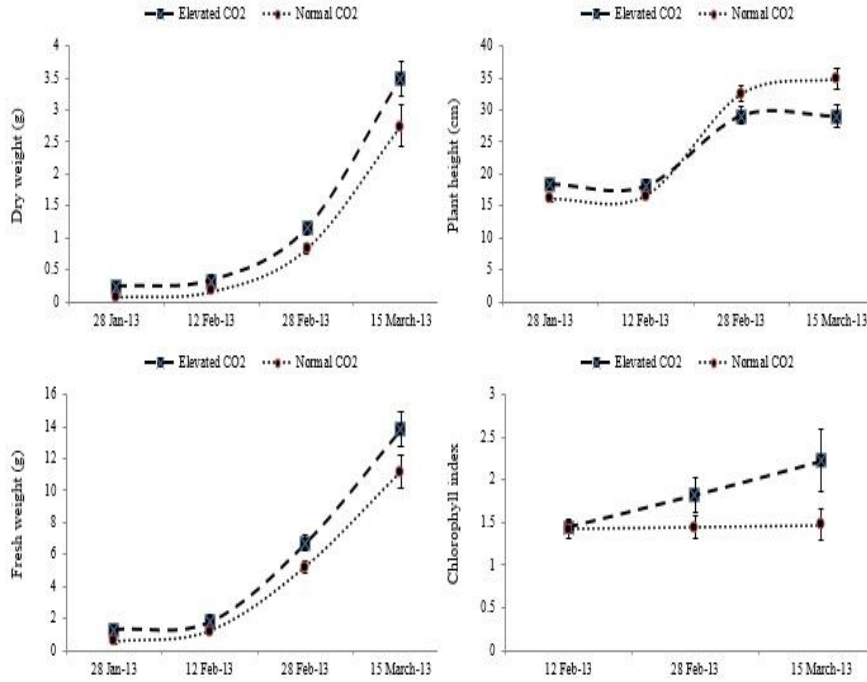 Elevated CO2 Normal CO2
Dry weight (g)
4
3.5
3
2.5
2
1.5
1
0.5
0
28 Jan-13 12 Feb-13 28 Feb-13 15 March-13
Elevated CO2 Normal CO2
Plant height (cm)
40
35
30
25
20
15
10
5
0
28 Jan-13 12 Feb-13 28 Feb-13 15 March-13
Elevated CO2 Normal CO2
Fresh weight (g)
16
14
12
10
8
6
4
2
0
28 Jan-13 12 Feb-13 28 Feb-13 15 March-13
Elevated CO2 Normal CO2
Chlorophyll index
3
2.5
2
1.5
1
0.5
0
12 Feb-13 28 Feb-13 15 March-13